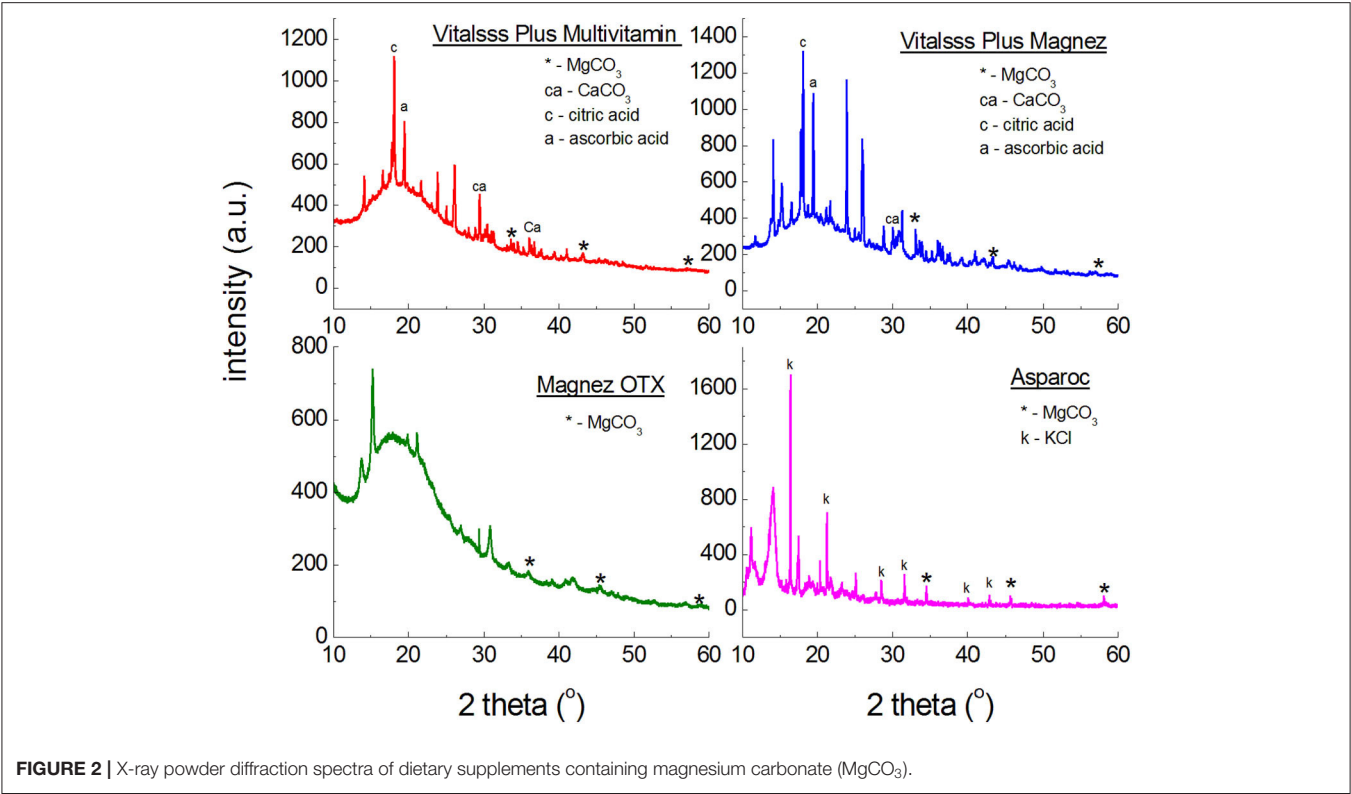 intensity (a.u.)
Vitalsss Plus Multivitamin
* - MgCO3
ca - CaCO3
c - citric acid
a - ascorbic acid
1200
1000
800
600
400
200
0
c
a
ca
*
Ca
*
*
10 20 30 40 50 60
Vitalsss Plus Magnez
* - MgCO3
ca - CaCO3
c - citric acid
a - ascorbic acid
1400
1200
1000
800
600
400
200
0
c
a
ca
*
*
*
10 20 30 40 50 60
Magnez OTX
* - MgCO3
800
600
400
200
0
*
*
*
10 20 30 40 50 60
2 theta (o)
Asparoc
* - MgCO3
k - KCl
1600
1200
800
400
0
k
k
k
k
*
k
k
*
*
10 20 30 40 50 60
2 theta (o)
FIGURE 2 | X-ray powder diffraction spectra of dietary supplements containing magnesium carbonate (MgCO3).